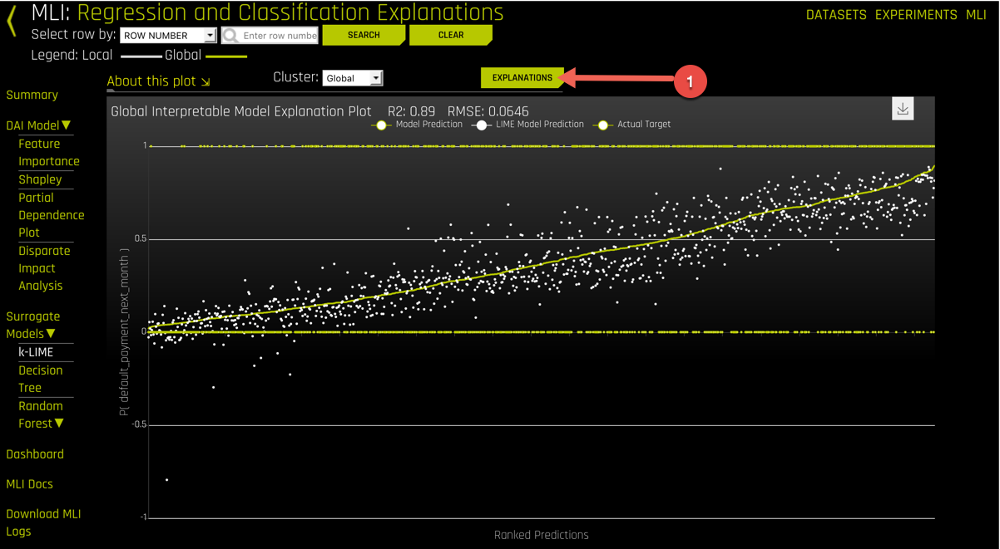 MLI: Regression and Classification Explanations
DATASETS EXPERIMENTS MLI
Select row by: ROW NUMBER Enter row numbe SEARCH CLEAR
Legend: Local Global
About this plot Cluster: Global EXPLANATIONS 1
Summary
DAI Model
Feature
Importance
Shapley
Partial
Dependence
Plot
Disparate
Impact
Analysis
Surrogate
Models
k-LIME
Decision
Tree
Random
Forest
Dashboard
MLI Docs
Download MLI
Logs
Global Interpretable Model Explanation Plot R2: 0.89 RMSE: 0.0646
Model Prediction LIME Model Prediction Actual Target
1
0.5
0
-0.5
-1
P( default_payment_next_month )
Ranked Predictions